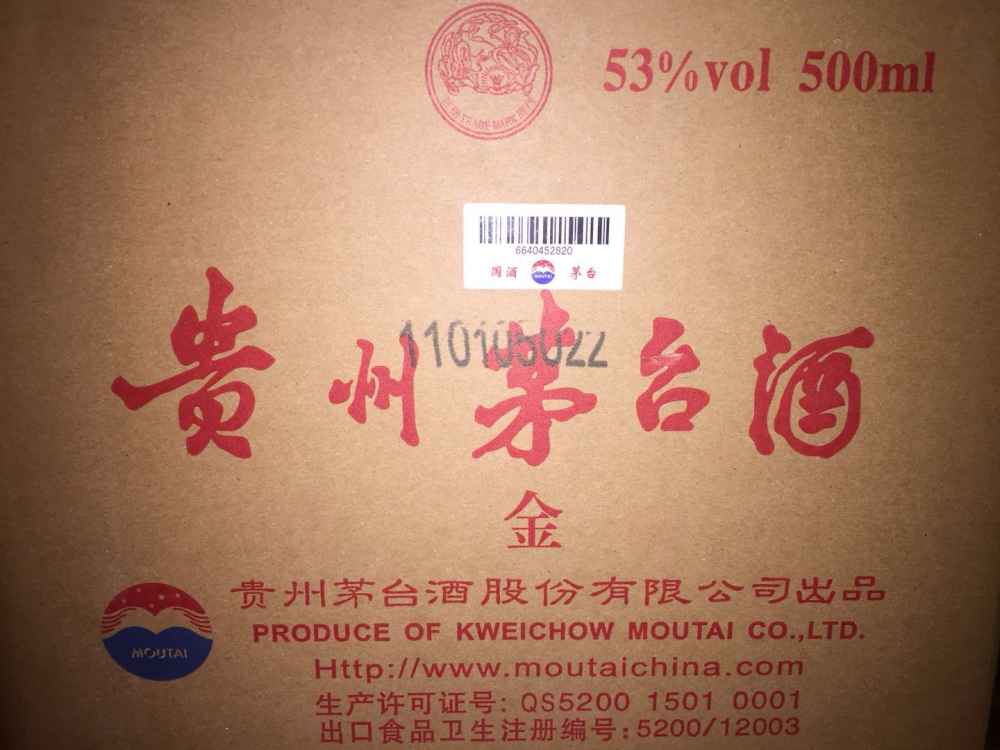 TRADE MARK
53%vol 500ml
6640452820
国酒 MOUTAI 茅台
贵州茅台酒
金
贵州茅台酒股份有限公司出品
PRODUCE OF KWEICHOW MOUTAI CO.,LTD.
MOUTAI
Http://www.moutaichina.com
生产许可证号: QS5200 1501 0001
出口食品卫生注册编号:5200/12003